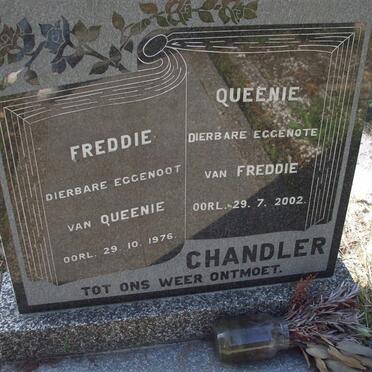 FREDDIE
DIERBARE EGGENOOT
VAN QUEENIE
OORL. 29. 10. 1976.
QUEENIE
DIERBARE EGGENOTE
VAN FREDDIE
OORL. 29. 7. 2002.
CHANDLER
TOT ONS WEER ONTMOET.